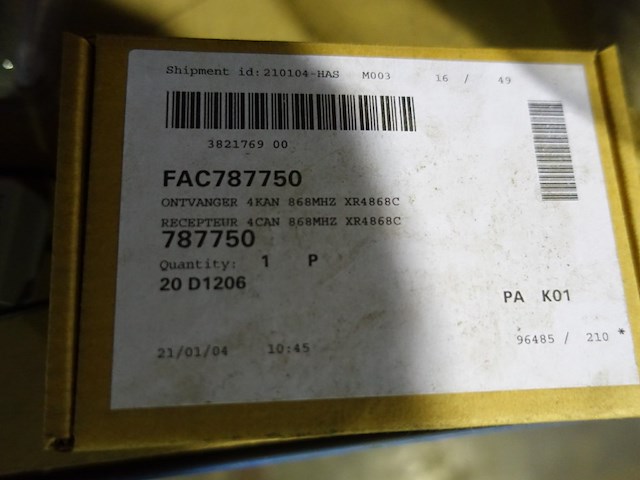 Shipment id: 210104-HAS M003 16 / 49
3821769 00
FAC787750
ONTVANGER 4KAN 868MHZ XR4868C
RECEPTEUR 4CAN 868MHZ XR4868C
787750
Quantity: 1 P
20 D1206
PA K01
96485 / 210 *
21/01/04 10:45